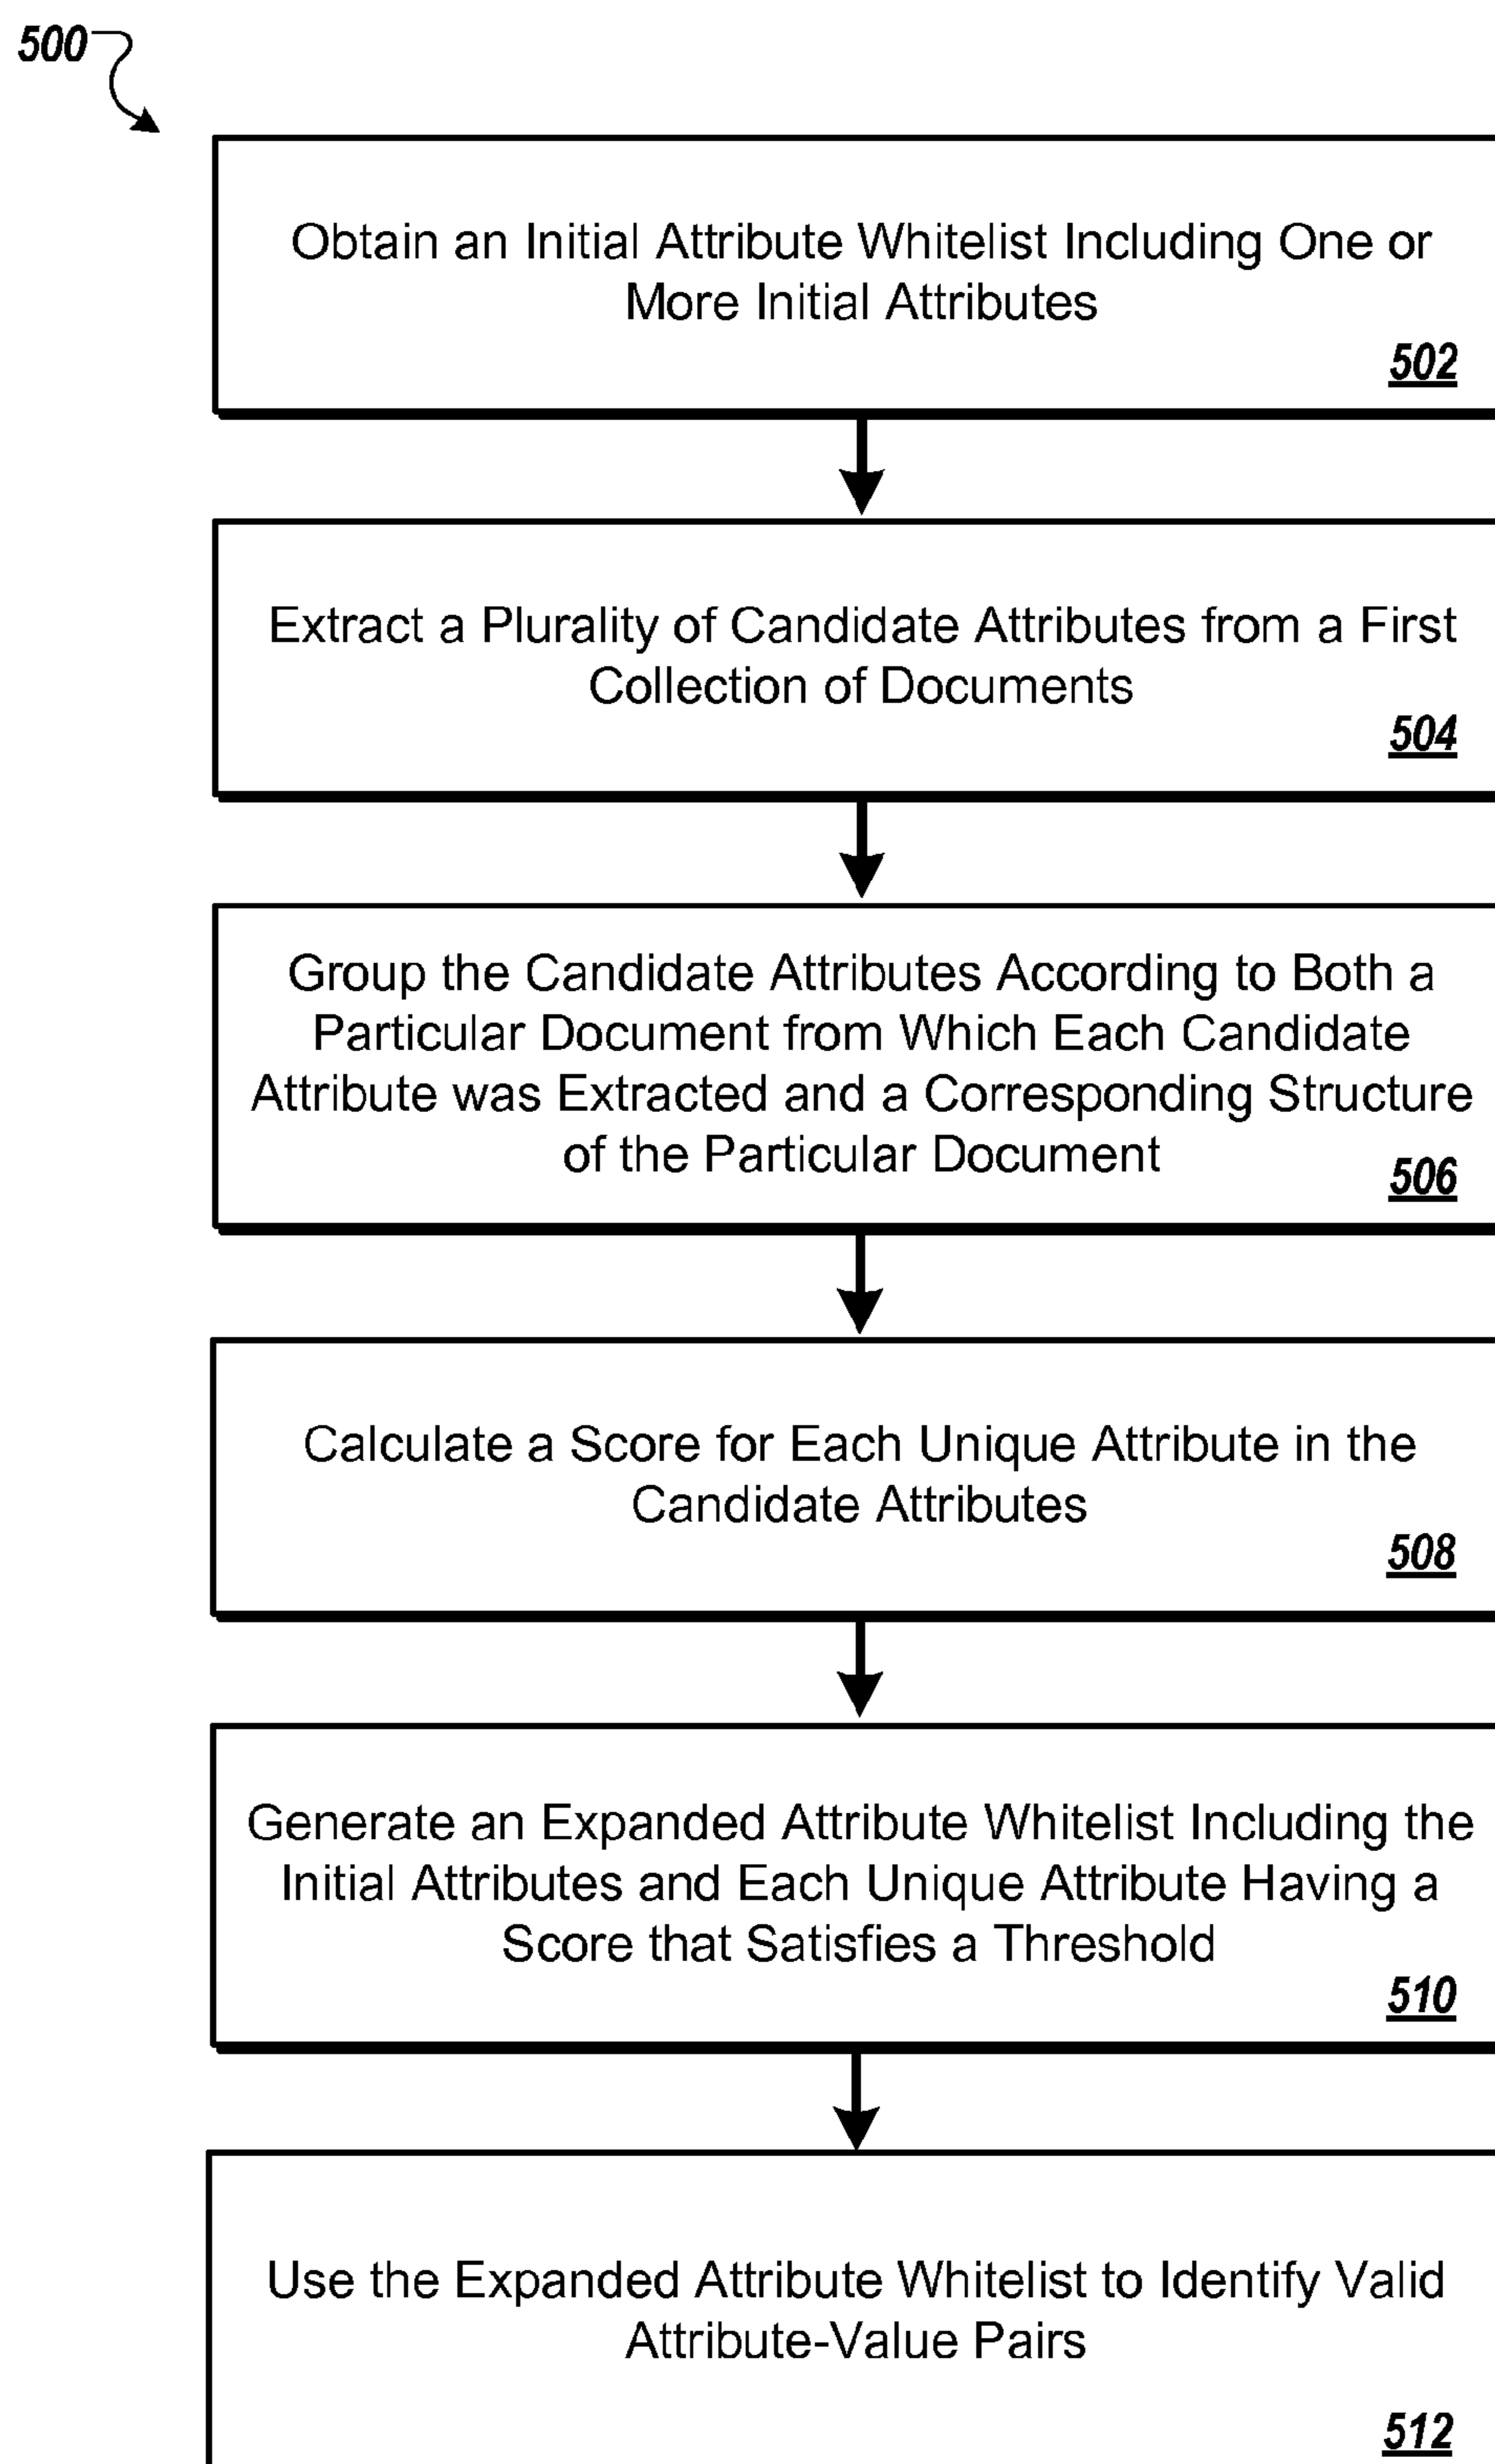 500
Obtain an Initial Attribute Whitelist Including One or
More Initial Attributes
502
Extract a Plurality of Candidate Attributes from a First
Collection of Documents
504
Group the Candidate Attributes According to Both a
Particular Document from Which Each Candidate
Attribute was Extracted and a Corresponding Structure
of the Particular Document
506
Calculate a Score for Each Unique Attribute in the
Candidate Attributes
508
Generate an Expanded Attribute Whitelist Including the
Initial Attributes and Each Unique Attribute Having a
Score that Satisfies a Threshold
510
Use the Expanded Attribute Whitelist to Identify Valid
Attribute-Value Pairs
512